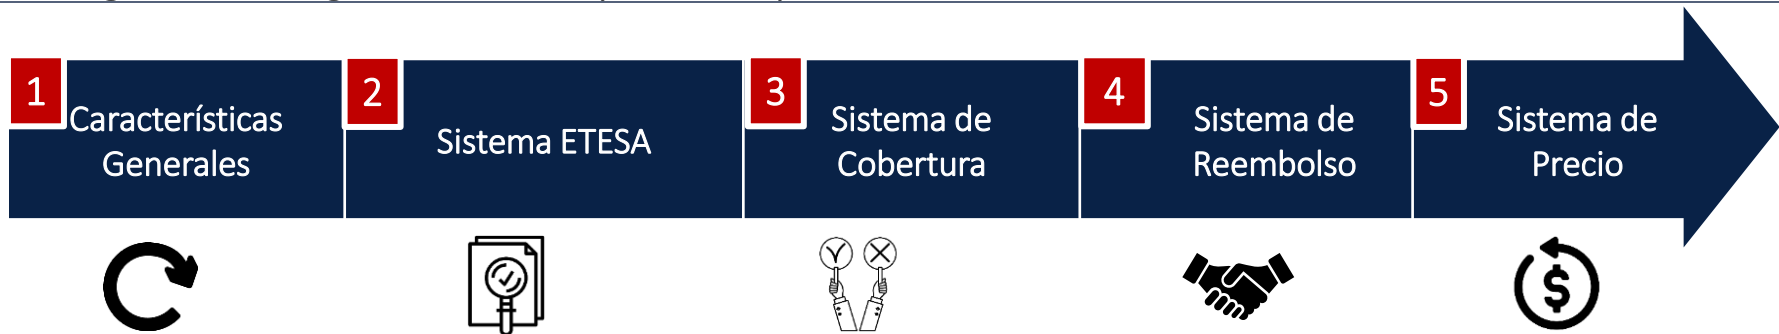 1
Características
Generales
2
Sistema ETESA
3
Sistema de
Cobertura
4
Sistema de
Reembolso
5
Sistema de
Precio
$